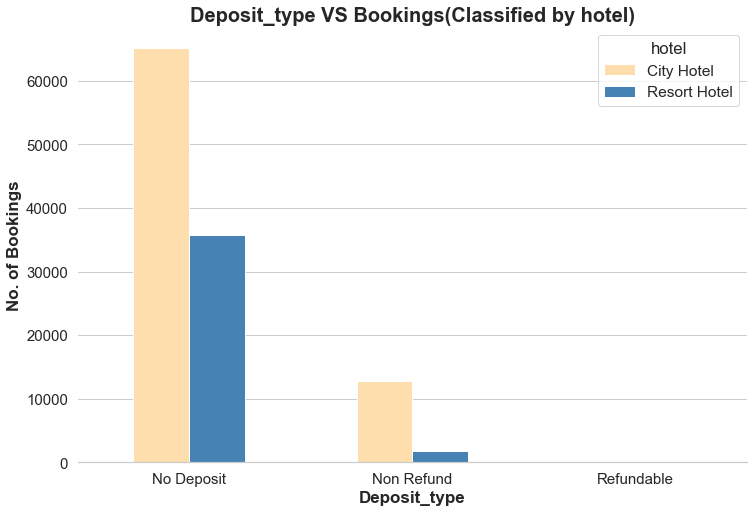 Deposit_type VS Bookings(Classified by hotel)
hotel
City Hotel
Resort Hotel
No. of Bookings
60000
50000
40000
30000
20000
10000
0
No Deposit
Non Refund
Refundable
Deposit_type